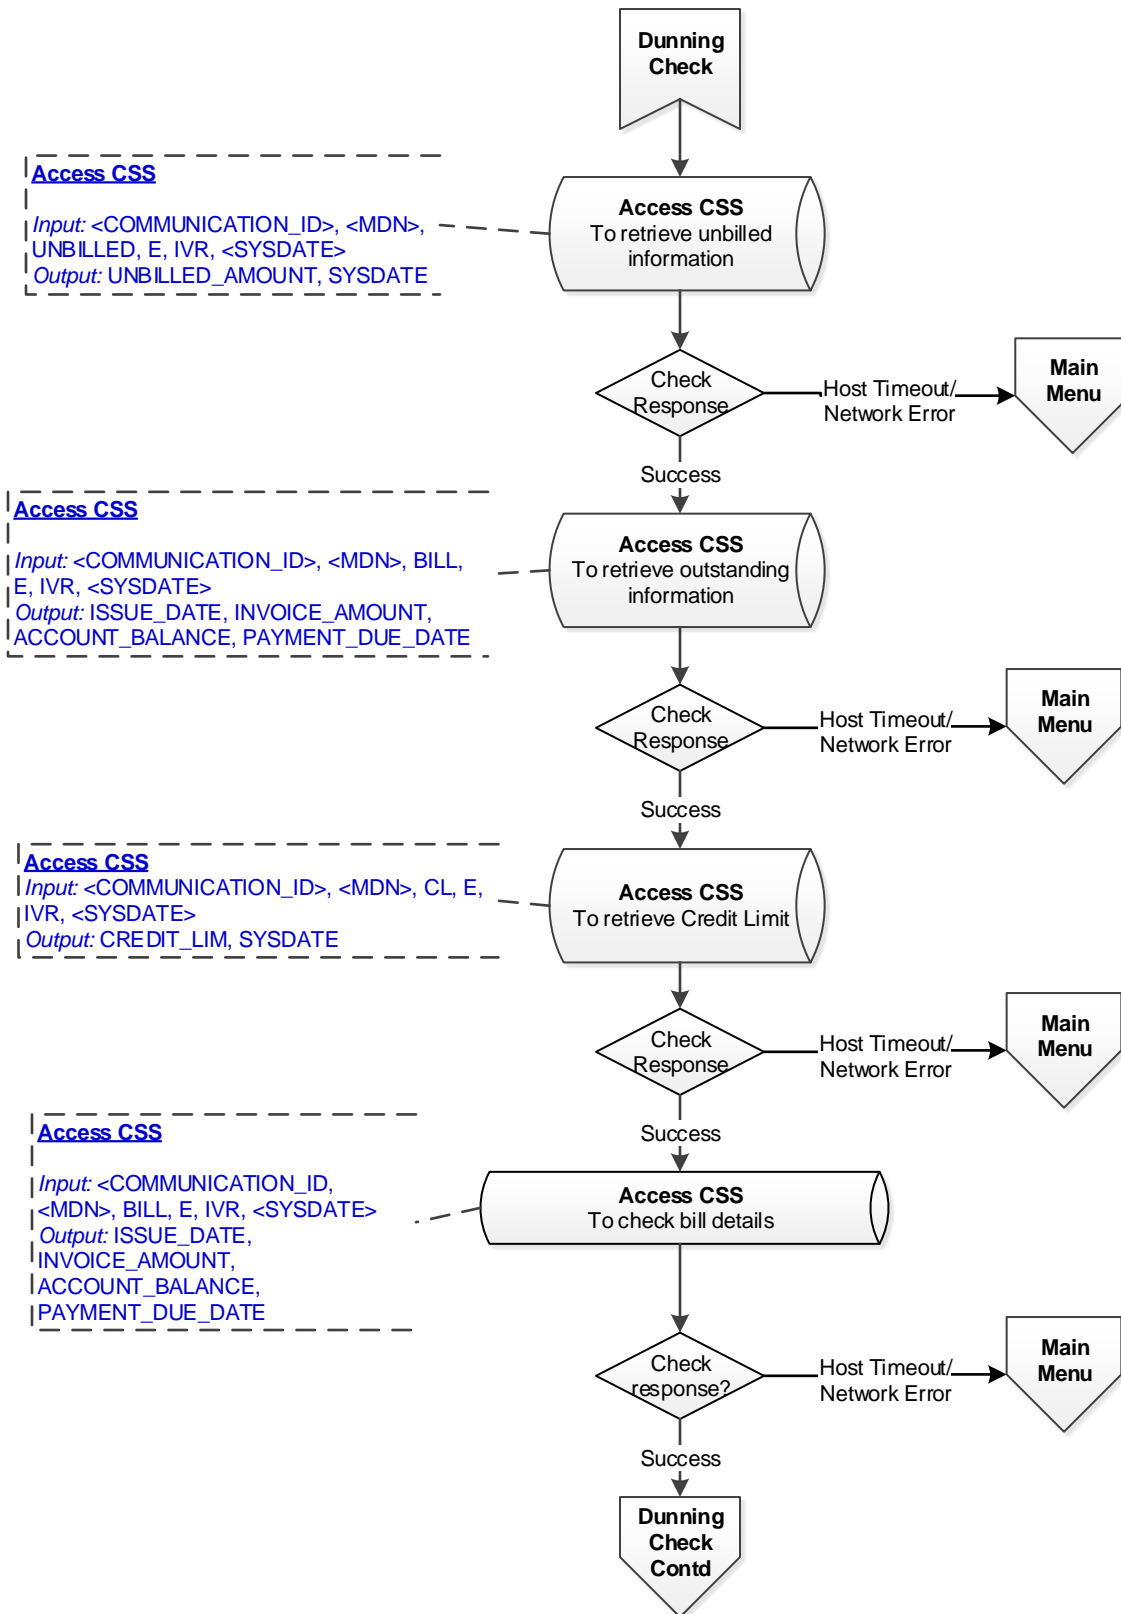 Dunning
Check
Access CSS
Input: <COMMUNICATION_ID>, <MDN>,
UNBILLED, E, IVR, <SYSDATE>
Output: UNBILLED_AMOUNT, SYSDATE
Access CSS
To retrieve unbilled
information
Check
Response
Host Timeout/
Network Error
Main
Menu
Success
Access CSS
Input: <COMMUNICATION_ID>, <MDN>, BILL,
E, IVR, <SYSDATE>
Output: ISSUE_DATE, INVOICE_AMOUNT,
ACCOUNT_BALANCE, PAYMENT_DUE_DATE
Access CSS
To retrieve outstanding
information
Check
Response
Host Timeout/
Network Error
Main
Menu
Success
Access CSS
Input: <COMMUNICATION_ID>, <MDN>, CL, E,
IVR, <SYSDATE>
Output: CREDIT_LIM, SYSDATE
Access CSS
To retrieve Credit Limit
Check
Response
Host Timeout/
Network Error
Main
Menu
Success
Access CSS
Input: <COMMUNICATION_ID,
<MDN>, BILL, E, IVR, <SYSDATE>
Output: ISSUE_DATE,
INVOICE_AMOUNT,
ACCOUNT_BALANCE,
PAYMENT_DUE_DATE
Access CSS
To check bill details
Check
response?
Host Timeout/
Network Error
Main
Menu
Success
Dunning
Check
Contd